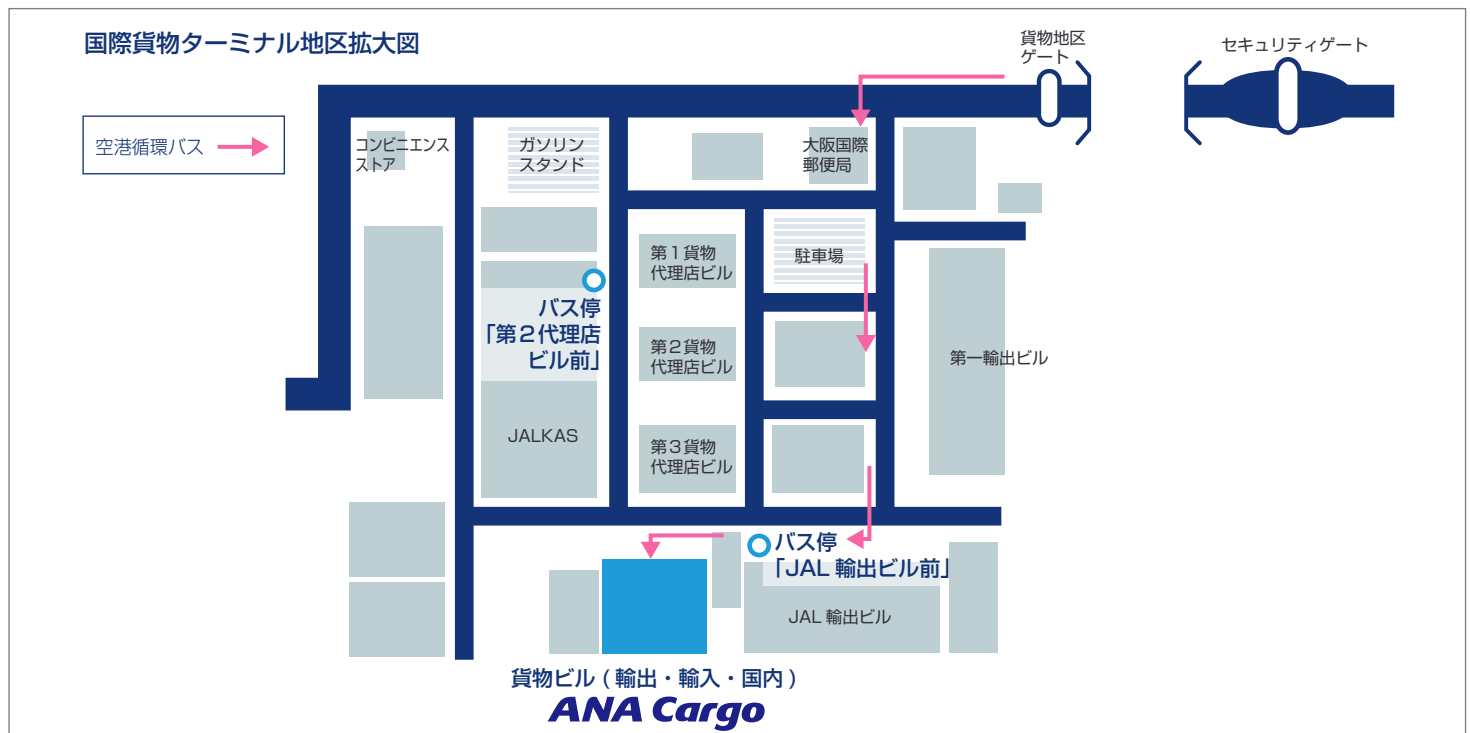 国際貨物ターミナル地区拡大図
貨物地区
ゲート
セキュリティゲート
空港循環バス
コンビニエンス
ストア
ガソリン
スタンド
大阪国際
郵便局
第1貨物
代理店ビル
駐車場
バス停
「第2代理店
ビル前」
第2貨物
代理店ビル
第一輸出ビル
JALKAS
第3貨物
代理店ビル
バス停
「JAL 輸出ビル前」
JAL 輸出ビル
貨物ビル ( 輸出・輸入・国内 )
ANA Cargo